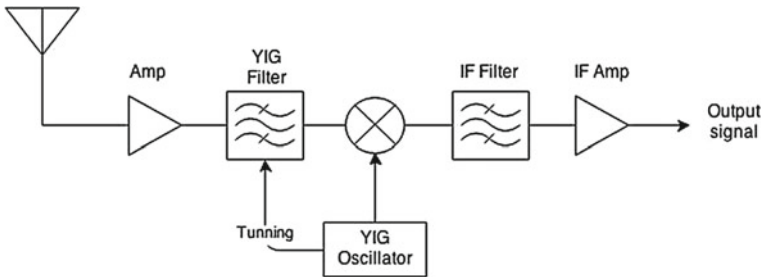 Amp
YIG
Filter
IF Filter
IF Amp
Output
signal
Tunning
YIG
Oscillator